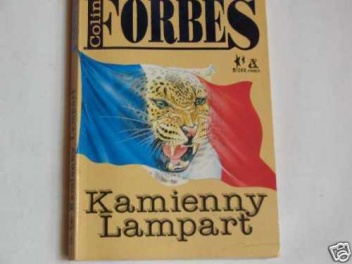 Colin
FORBES
Kamienny
Lampart